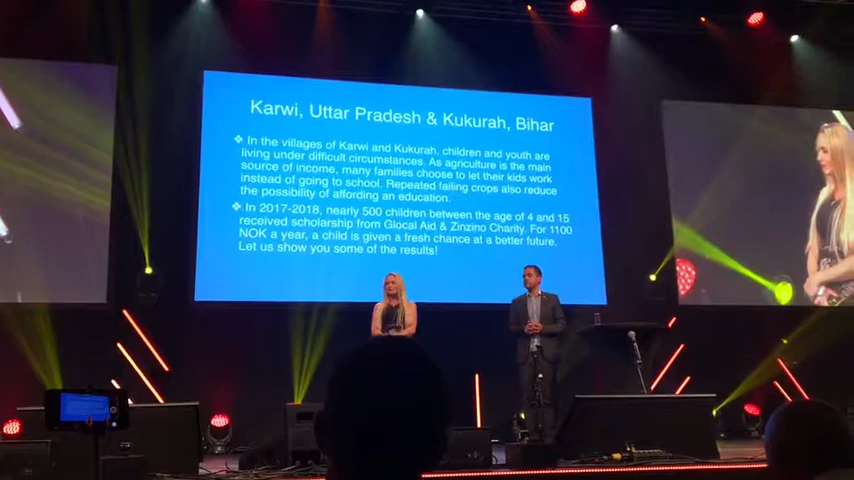 Karwi, Uttar Pradesh & Kukurah, Bihar
❖ In the villages of Karwi and Kukurah, children and youth are
living under difficult circumstances. As agriculture is the main
source of income, many families choose to let their kids work
instead of going to school. Repeated failing crops also reduce
the possibility of affording an education.
❖ In 2017-2018, nearly 500 children between the age of 4 and 15
received scholarship from Glocal Aid & Zinzino Charity. For 1100
NOK a year, a child is given a fresh chance at a better future.
Let us show you some of the results!